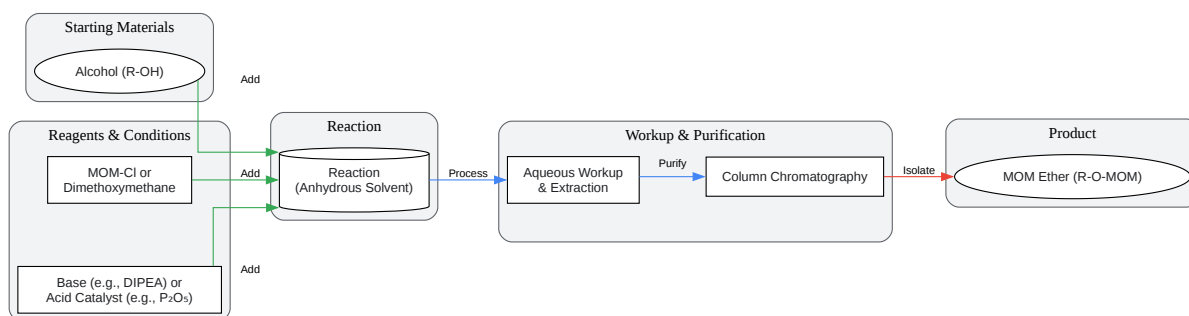 Starting Materials
Alcohol (R-OH)
Add
Reagents & Conditions
MOM-Cl or
Dimethoxymethane
Add
Base (e.g., DIPEA) or
Acid Catalyst (e.g., P₂O₅)
Add
Reaction
Reaction
(Anhydrous Solvent)
Process
Workup & Purification
Aqueous Workup
& Extraction
Purify
Column Chromatography
Isolate
Product
MOM Ether (R-O-MOM)